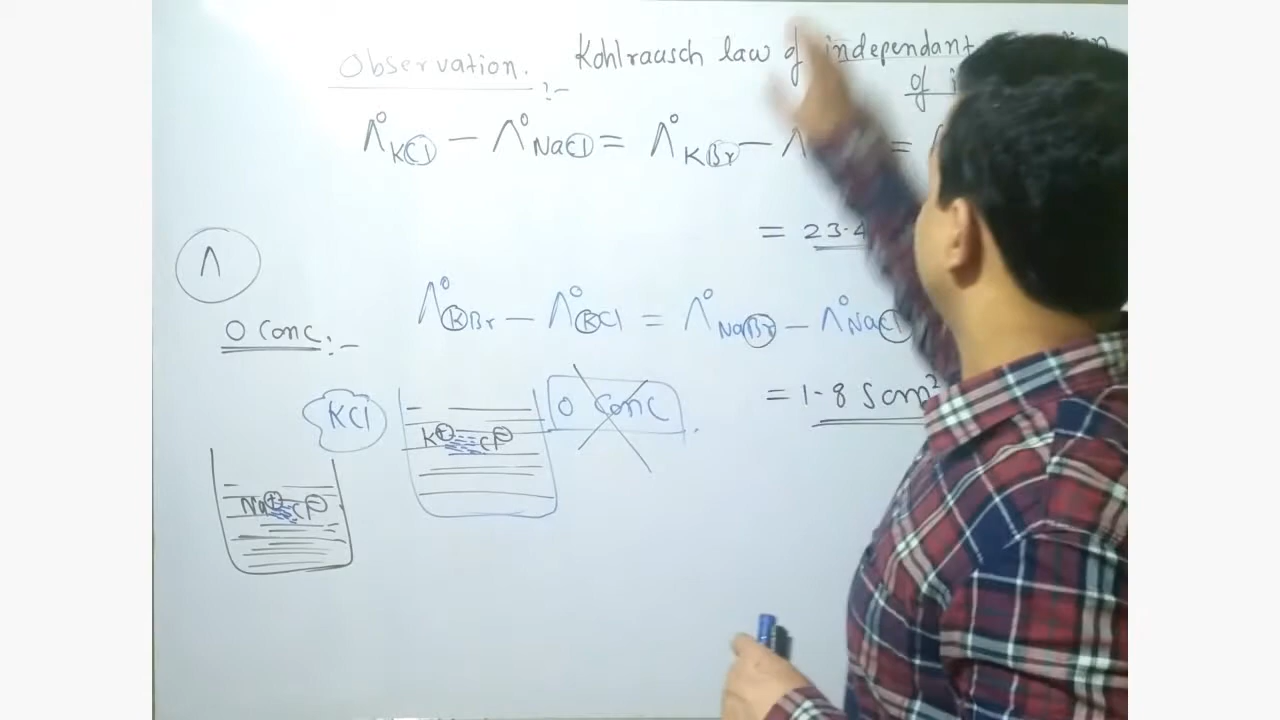 Observation. :- Kohlrausch law of independant
of
Λ°KCl − Λ°NaCl = Λ°KBr − Λ =
= 23.4
Λ
Λ°KBr − Λ°KCl = Λ°NaBr − Λ°NaCl
0 Conc :-
= 1.8 S cm²
KCl
0 Conc
K⊕ Cl⊖
Na⊕ Cl⊖